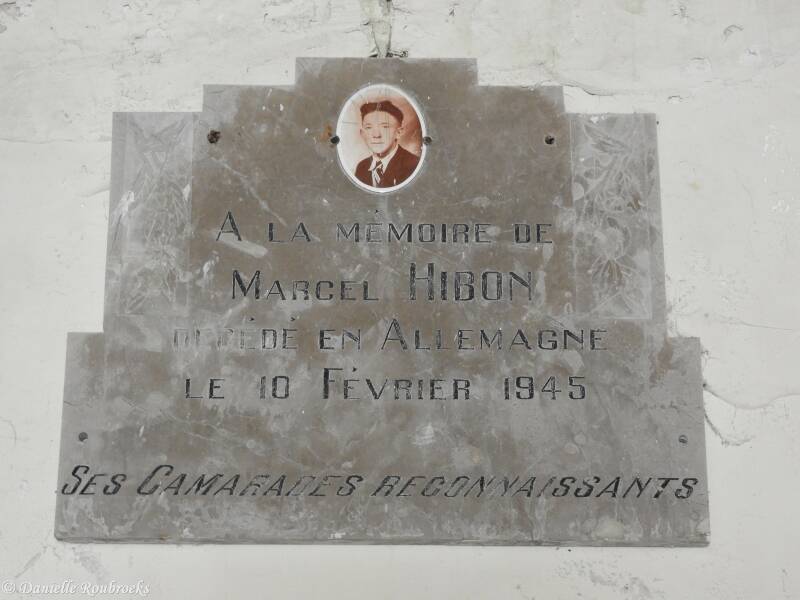 A LA MÉMOIRE DE
MARCEL HIBON
DÉCÉDÉ EN ALLEMAGNE
LE 10 FÉVRIER 1945
SES CAMARADES RECONNAISSANTS
© Danielle Roubroeks